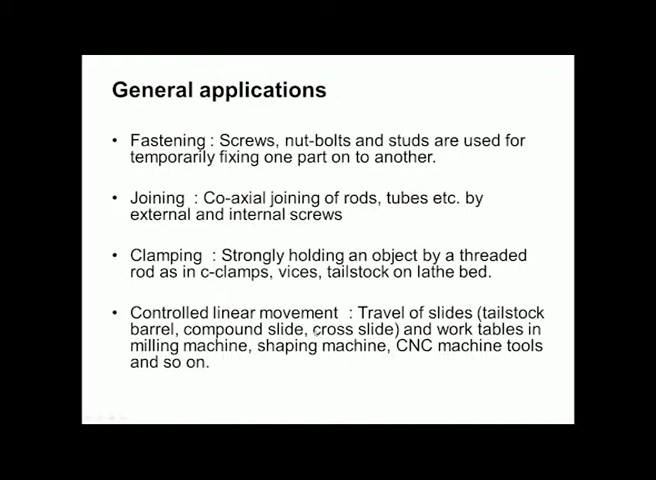 General applications
• Fastening : Screws, nut-bolts and studs are used for
temporarily fixing one part on to another.
• Joining : Co-axial joining of rods, tubes etc. by
external and internal screws
• Clamping : Strongly holding an object by a threaded
rod as in c-clamps, vices, tailstock on lathe bed.
• Controlled linear movement : Travel of slides (tailstock
barrel, compound slide, cross slide) and work tables in
milling machine, shaping machine, CNC machine tools
and so on.